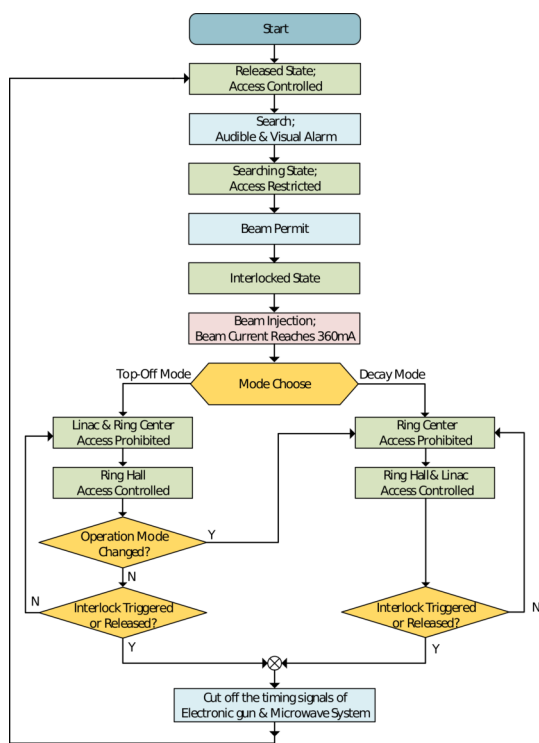 Start
Released State;
Access Controlled
Search;
Audible & Visual Alarm
Searching State;
Access Restricted
Beam Permit
Interlocked State
Beam Injection;
Beam Current Reaches 360mA
Top-Off Mode
Mode Choose
Decay Mode
Linac & Ring Center
Access Prohibited
Ring Hall
Access Controlled
Operation Mode
Changed?
Y
N
Interlock Triggered
or Released?
N
Y
Ring Center
Access Prohibited
Ring Hall& Linac
Access Controlled
Interlock Triggered
or Released?
N
Y
Cut off the timing signals of
Electronic gun & Microwave System